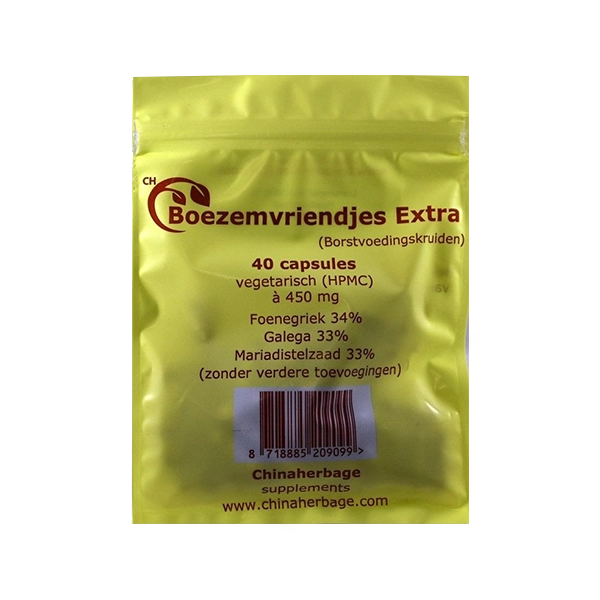 CH
Boezemvriendjes Extra
(Borstvoedingskruiden)
40 capsules
vegetarisch (HPMC)
à 450 mg
Foenegriek 34%
Galega 33%
Mariadistelzaad 33%
(zonder verdere toevoegingen)
8 718885 209099>
Chinaherbage
supplements
www.chinaherbage.com